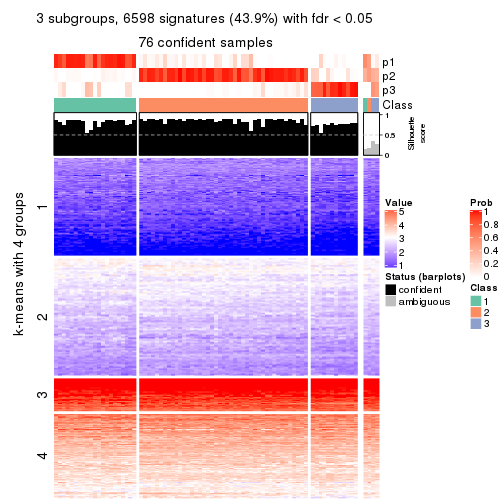 3 subgroups, 6598 signatures (43.9%) with fdr < 0.05
76 confident samples
p1
p2
p3
Class
1
0.5
0
Silhouette
score
k-means with 4 groups
1
2
3
4
Value
5
4
3
2
1
Status (barplots)
confident
ambiguous
Prob
1
0.8
0.6
0.4
0.2
0
Class
1
2
3